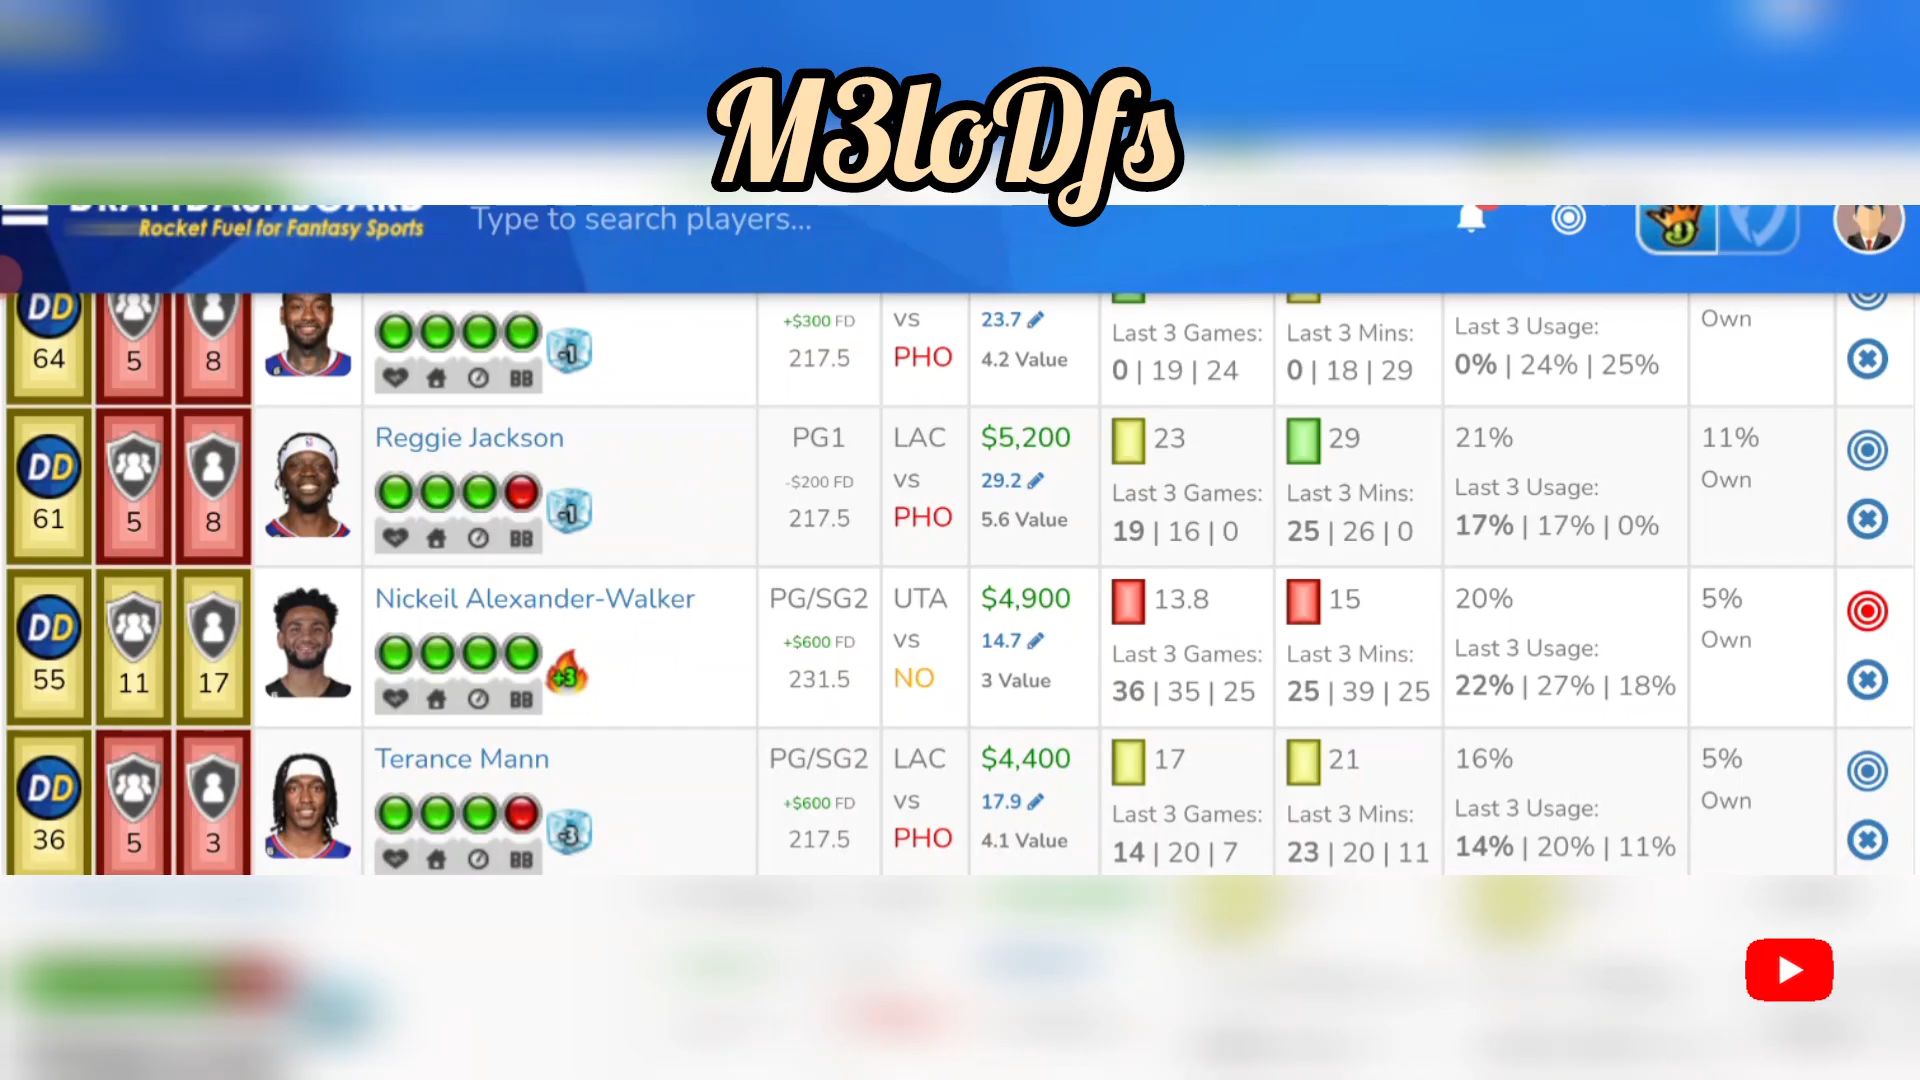 M3loDfs
DRAFTDASHBOARD
Rocket Fuel for Fantasy Sports
Type to search players...
DD 64
5
8
-1
BB
+$300 FD
217.5
vs
PHO
23.7
4.2 Value
Last 3 Games:
0 | 19 | 24
Last 3 Mins:
0 | 18 | 29
Last 3 Usage:
0% | 24% | 25%
Own
DD 61
5
8
Reggie Jackson
-1
BB
PG1
-$200 FD
217.5
LAC
vs
PHO
$5,200
29.2
5.6 Value
23
Last 3 Games:
19 | 16 | 0
29
Last 3 Mins:
25 | 26 | 0
21%
Last 3 Usage:
17% | 17% | 0%
11%
Own
DD 55
11
17
Nickeil Alexander-Walker
+3
BB
PG/SG2
+$600 FD
231.5
UTA
vs
NO
$4,900
14.7
3 Value
13.8
Last 3 Games:
36 | 35 | 25
15
Last 3 Mins:
25 | 39 | 25
20%
Last 3 Usage:
22% | 27% | 18%
5%
Own
DD 36
5
3
Terance Mann
-3
BB
PG/SG2
+$600 FD
217.5
LAC
vs
PHO
$4,400
17.9
4.1 Value
17
Last 3 Games:
14 | 20 | 7
21
Last 3 Mins:
23 | 20 | 11
16%
Last 3 Usage:
14% | 20% | 11%
5%
Own